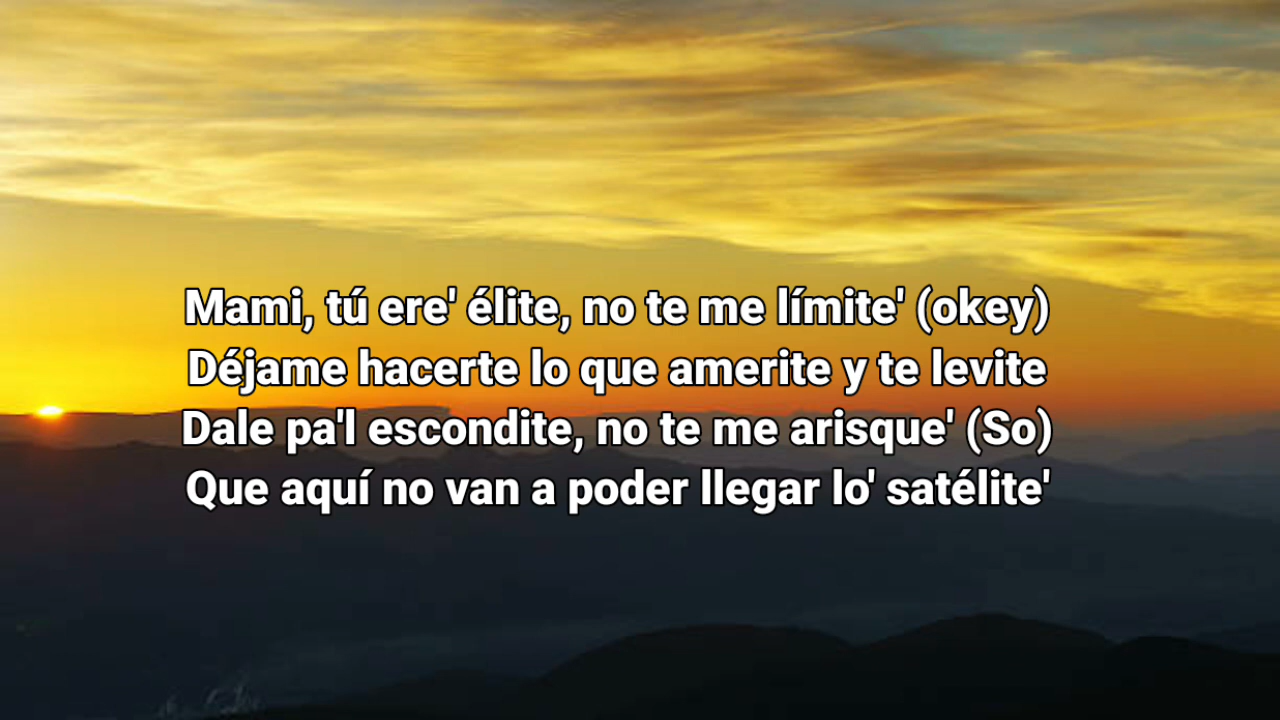 Mami, tú ere' élite, no te me límite' (okey)
Déjame hacerte lo que amerite y te levite
Dale pa'l escondite, no te me arisque' (So)
Que aquí no van a poder llegar lo' satélite'